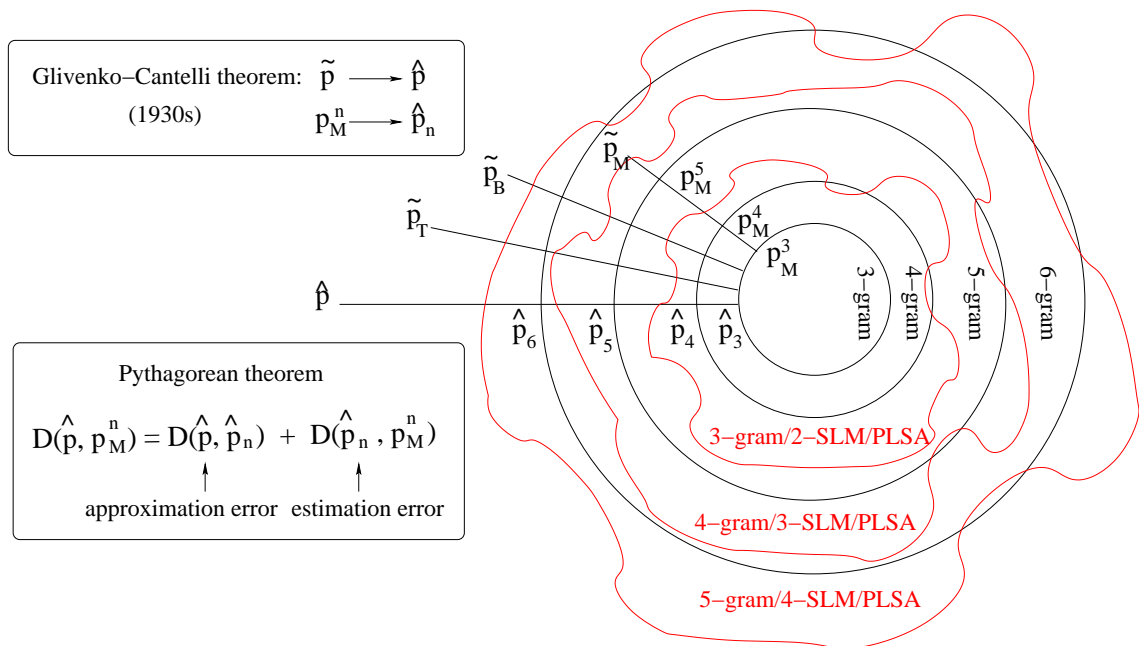 Glivenko−Cantelli theorem: p̃ ⟶ p̂
(1930s) p_M^n ⟶ p̂_n
p̃_M
p̃_B
p̃_T
p̂
p_M^5
p_M^4
p_M^3
3−gram
4−gram
5−gram
6−gram
p̂_6
p̂_5
p̂_4
p̂_3
Pythagorean theorem
D(p̂, p_M^n) = D(p̂, p̂_n) + D(p̂_n, p_M^n)
approximation error estimation error
3−gram/2−SLM/PLSA
4−gram/3−SLM/PLSA
5−gram/4−SLM/PLSA